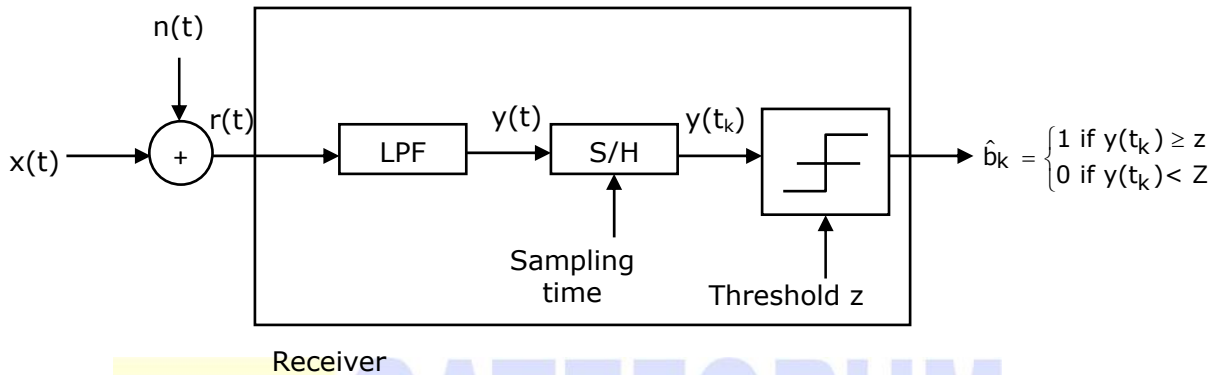 n(t)
r(t)
x(t)
+
LPF
y(t)
S/H
y(tₖ)
b̂ₖ = {1 if y(tₖ) ≥ z
{0 if y(tₖ) < Z
Sampling
time
Threshold z
Receiver